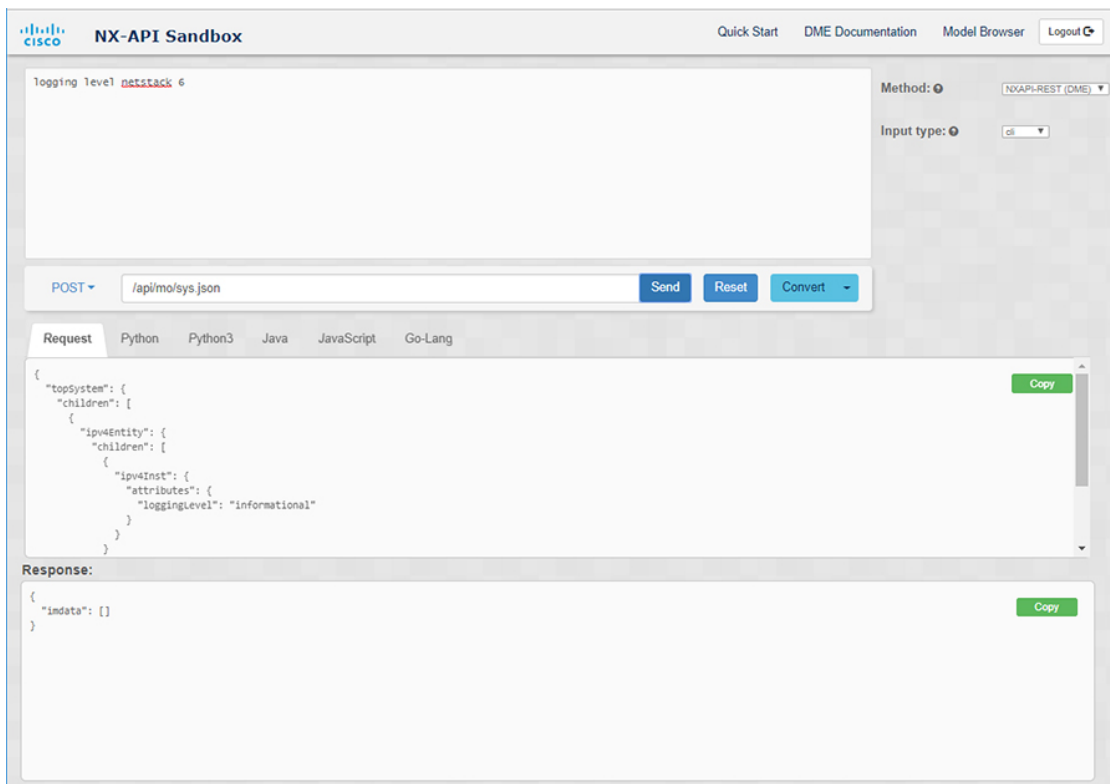 CISCO NX-API Sandbox Quick Start DME Documentation Model Browser Logout
logging level netstack 6
Method: NXAPI-REST (DME)
Input type: cli
POST /api/mo/sys.json Send Reset Convert
Request Python Python3 Java JavaScript Go-Lang
Copy
{
"topSystem": {
"children": [
{
"ipv4Entity": {
"children": [
{
"ipv4Inst": {
"attributes": {
"loggingLevel": "informational"
}
}
}
Response:
Copy
{
"imdata": []
}